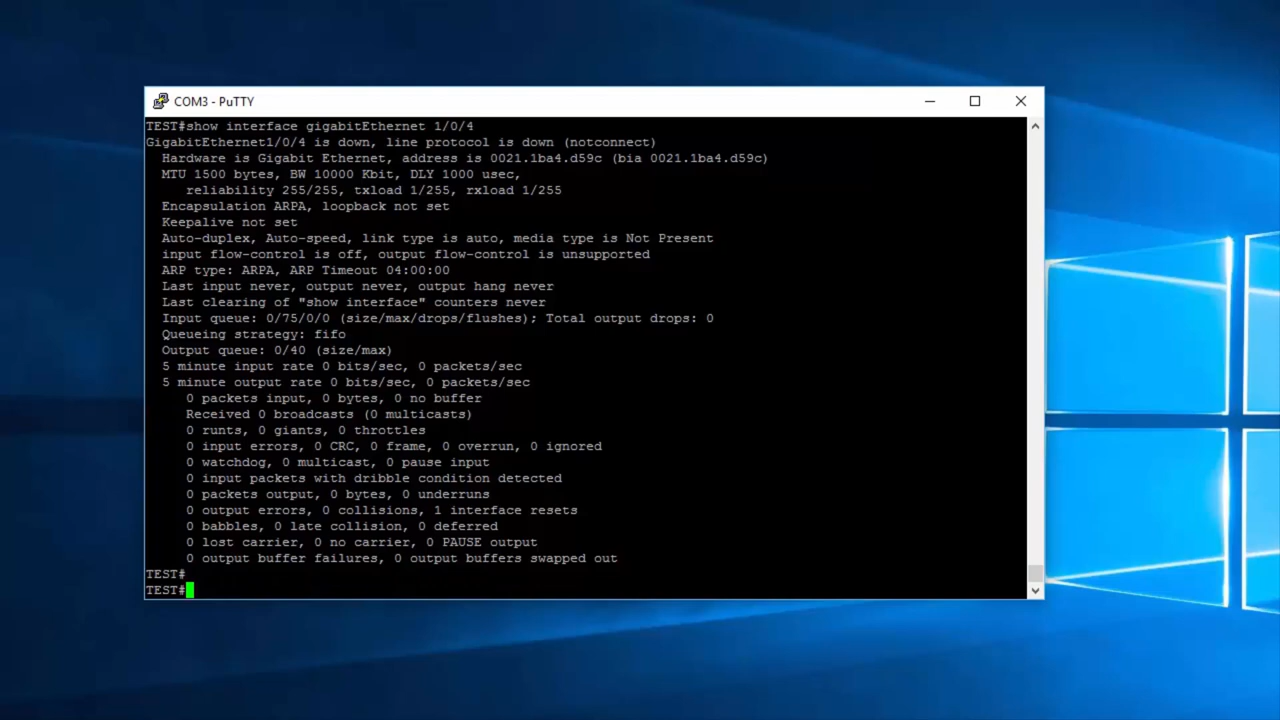 COM3 - PuTTY
TEST#show interface gigabitEthernet 1/0/4
GigabitEthernet1/0/4 is down, line protocol is down (notconnect)
Hardware is Gigabit Ethernet, address is 0021.1ba4.d59c (bia 0021.1ba4.d59c)
MTU 1500 bytes, BW 10000 Kbit, DLY 1000 usec,
reliability 255/255, txload 1/255, rxload 1/255
Encapsulation ARPA, loopback not set
Keepalive not set
Auto-duplex, Auto-speed, link type is auto, media type is Not Present
input flow-control is off, output flow-control is unsupported
ARP type: ARPA, ARP Timeout 04:00:00
Last input never, output never, output hang never
Last clearing of "show interface" counters never
Input queue: 0/75/0/0 (size/max/drops/flushes); Total output drops: 0
Queueing strategy: fifo
Output queue: 0/40 (size/max)
5 minute input rate 0 bits/sec, 0 packets/sec
5 minute output rate 0 bits/sec, 0 packets/sec
0 packets input, 0 bytes, 0 no buffer
Received 0 broadcasts (0 multicasts)
0 runts, 0 giants, 0 throttles
0 input errors, 0 CRC, 0 frame, 0 overrun, 0 ignored
0 watchdog, 0 multicast, 0 pause input
0 input packets with dribble condition detected
0 packets output, 0 bytes, 0 underruns
0 output errors, 0 collisions, 1 interface resets
0 babbles, 0 late collision, 0 deferred
0 lost carrier, 0 no carrier, 0 PAUSE output
0 output buffer failures, 0 output buffers swapped out
TEST#
TEST#